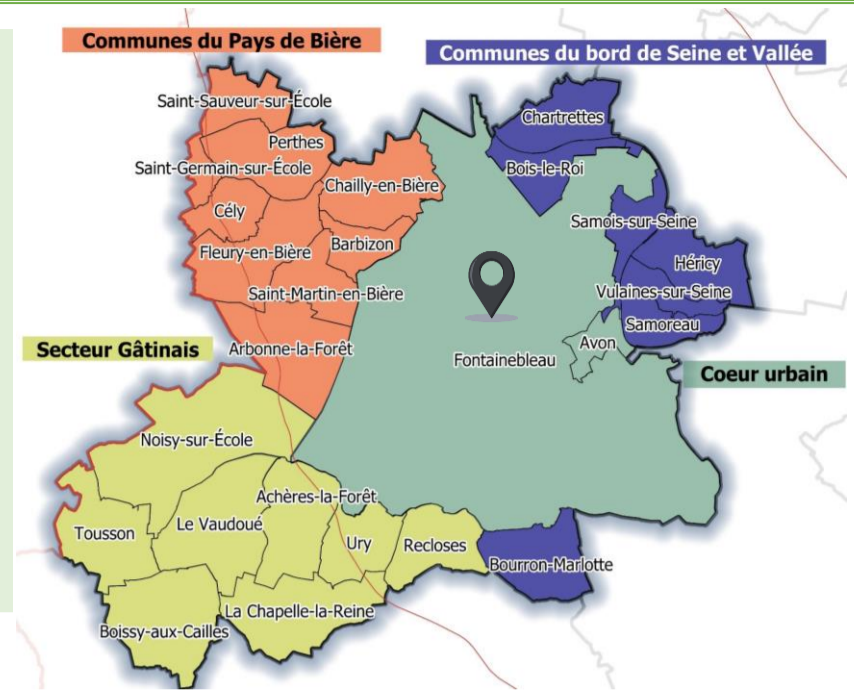 Communes du Pays de Bière
Communes du bord de Seine et Vallée
Saint-Sauveur-sur-École
Perthes
Saint-Germain-sur-École
Chailly-en-Bière
Cély
Fleury-en-Bière
Barbizon
Saint-Martin-en-Bière
Arbonne-la-Forêt
Chartrettes
Bois-le-Roi
Samois-sur-Seine
Héricy
Vulaines-sur-Seine
Samoreau
Avon
Fontainebleau
Coeur urbain
Secteur Gâtinais
Noisy-sur-École
Achères-la-Forêt
Tousson
Le Vaudoué
Ury
Recloses
Bourron-Marlotte
La Chapelle-la-Reine
Boissy-aux-Cailles